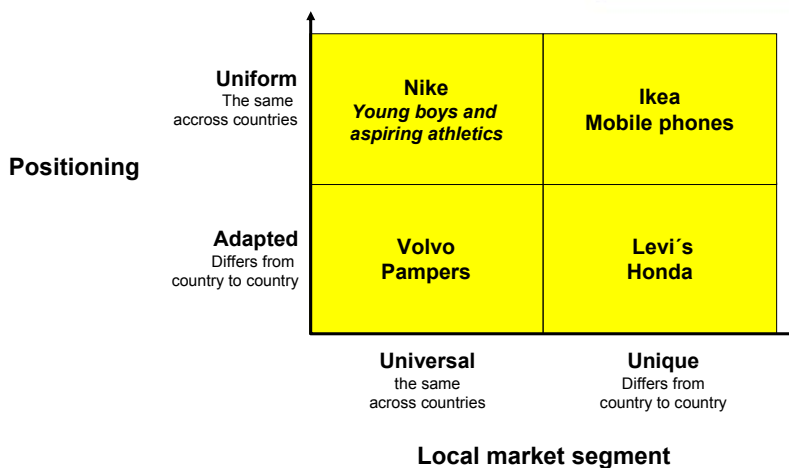 Uniform
The same
accross countries
Nike
Young boys and
aspiring athletics
Ikea
Mobile phones
Positioning
Adapted
Differs from
country to country
Volvo
Pampers
Levi´s
Honda
Universal
the same
across countries
Unique
Differs from
country to country
Local market segment